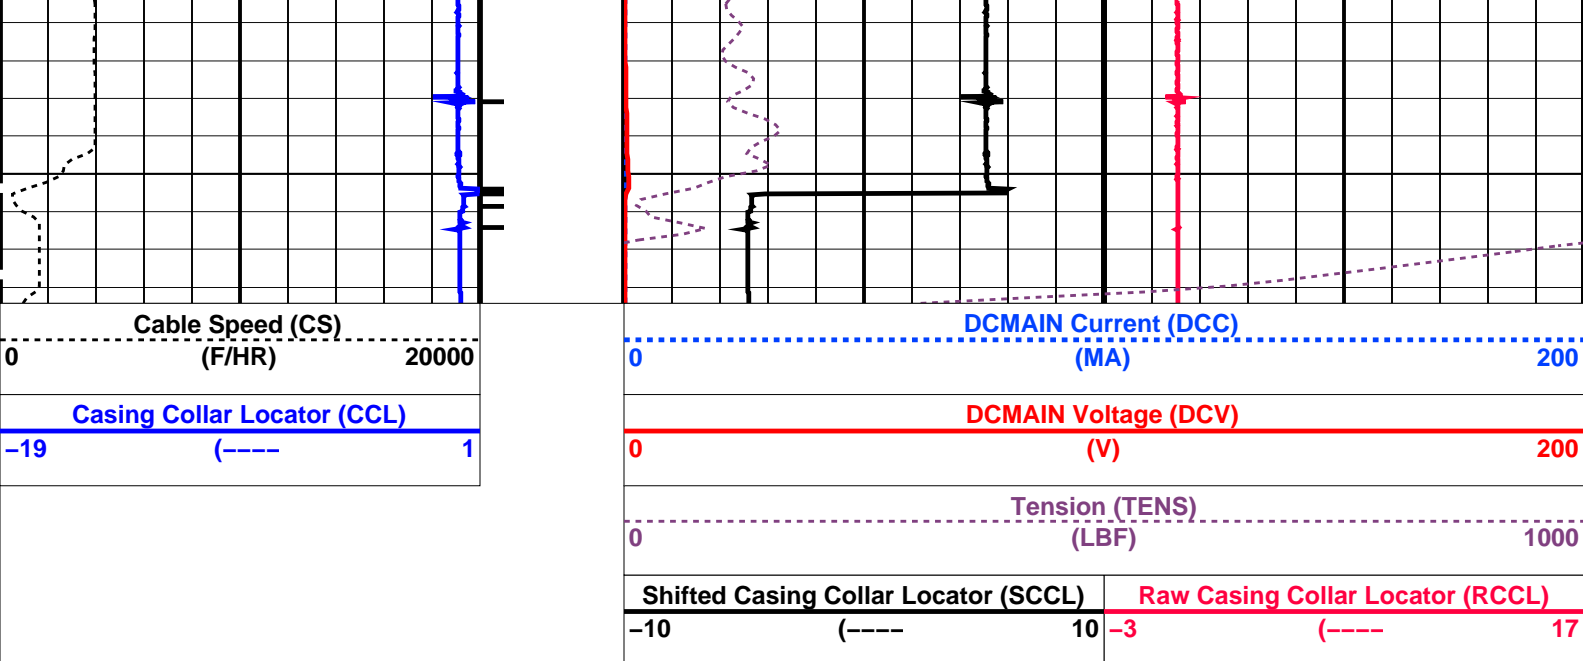 Cable Speed (CS)
0 (F/HR) 20000
Casing Collar Locator (CCL)
−19 (−−−− 1
DCMAIN Current (DCC)
0 (MA) 200
DCMAIN Voltage (DCV)
0 (V) 200
Tension (TENS)
0 (LBF) 1000
Shifted Casing Collar Locator (SCCL)
−10 (−−−− 10
Raw Casing Collar Locator (RCCL)
−3 (−−−− 17